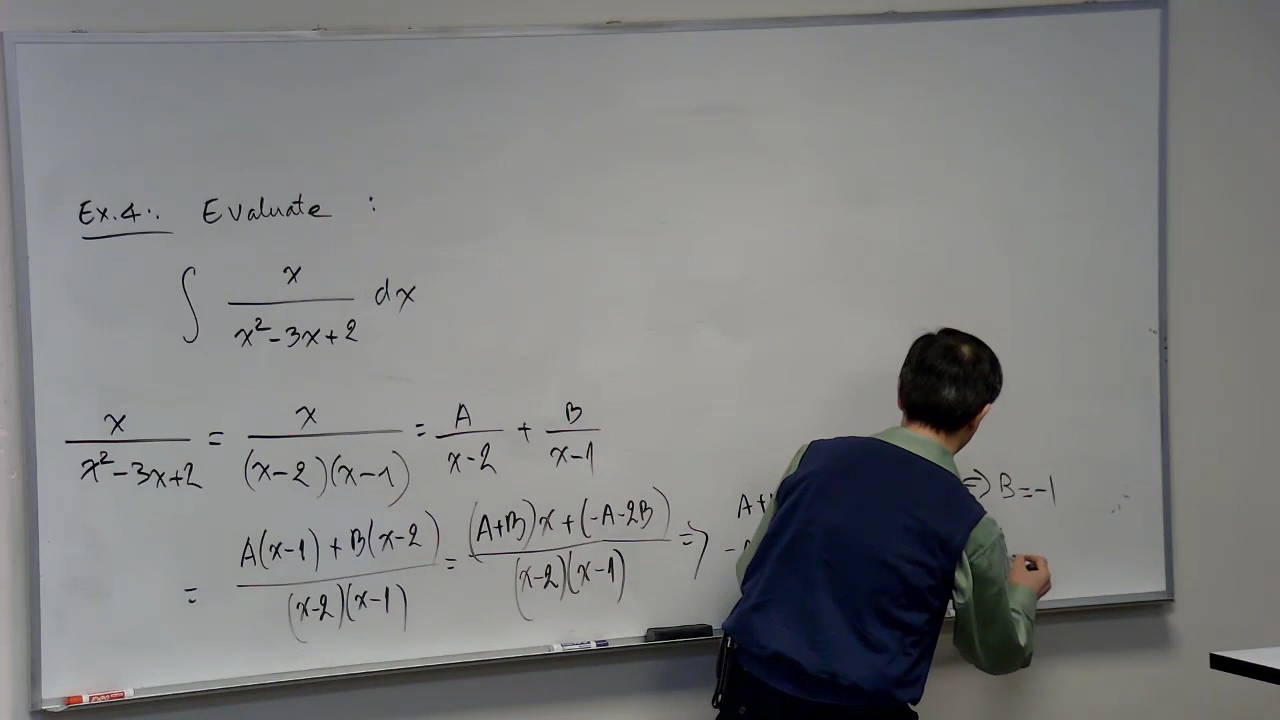 Ex.4:. Evaluate :
∫ x / (x²-3x+2) dx
x / (x²-3x+2) = x / ((x-2)(x-1)) = A / (x-2) + B / (x-1)
= (A(x-1)+B(x-2)) / ((x-2)(x-1)) = ((A+B)x+(-A-2B)) / ((x-2)(x-1)) =>
A+
=> B=-1